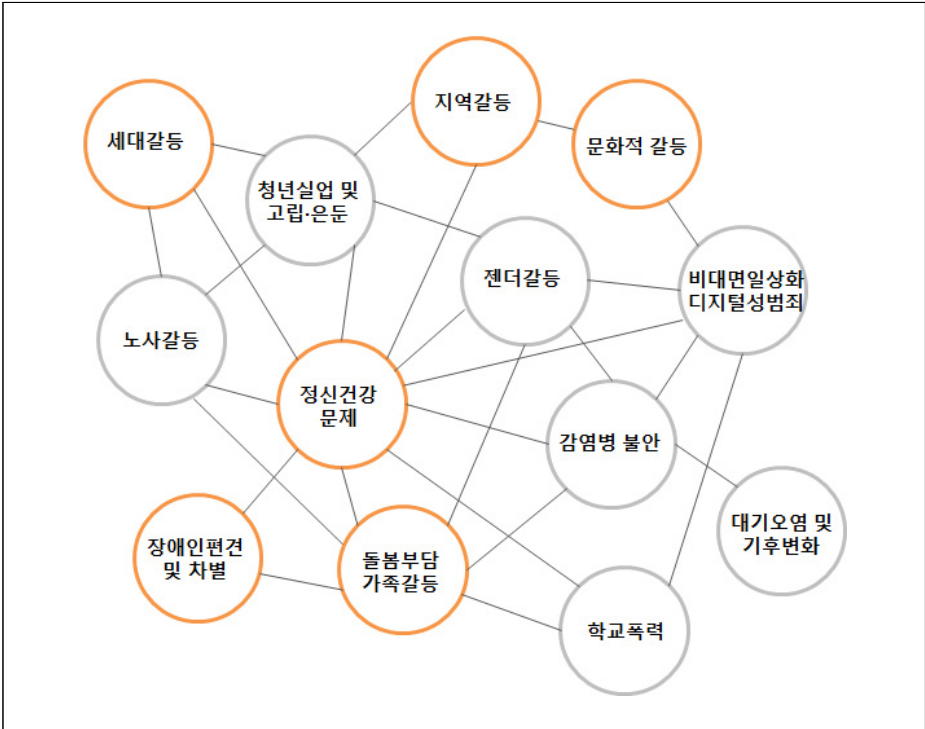 지역갈등
세대갈등
문화적 갈등
청년실업 및
고립·은둔
젠더갈등
비대면일상화
디지털성범죄
노사갈등
정신건강
문제
감염병 불안
대기오염 및
기후변화
장애인편견
및 차별
돌봄부담
가족갈등
학교폭력